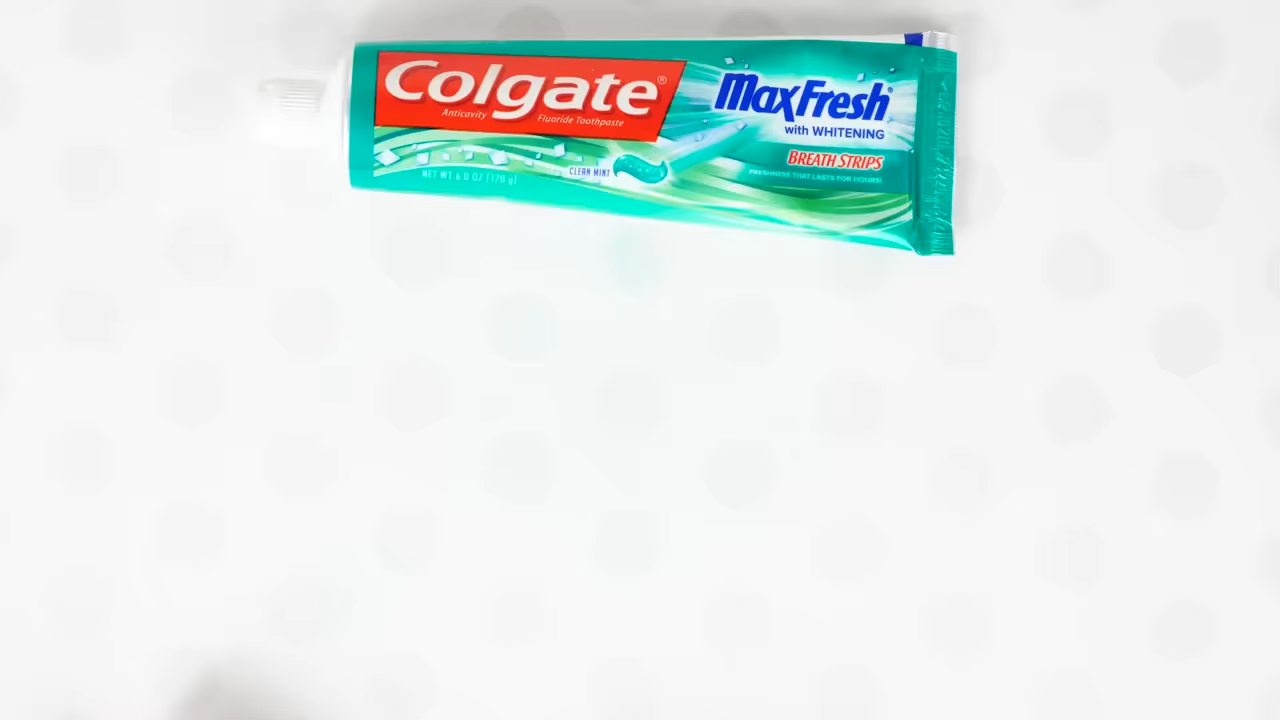 Colgate®
Anticavity Fluoride Toothpaste
MaxFresh®
with WHITENING
BREATH STRIPS
FRESHNESS THAT LASTS FOR HOURS!
CLEAN MINT
NET WT 6.0 OZ (170 g)